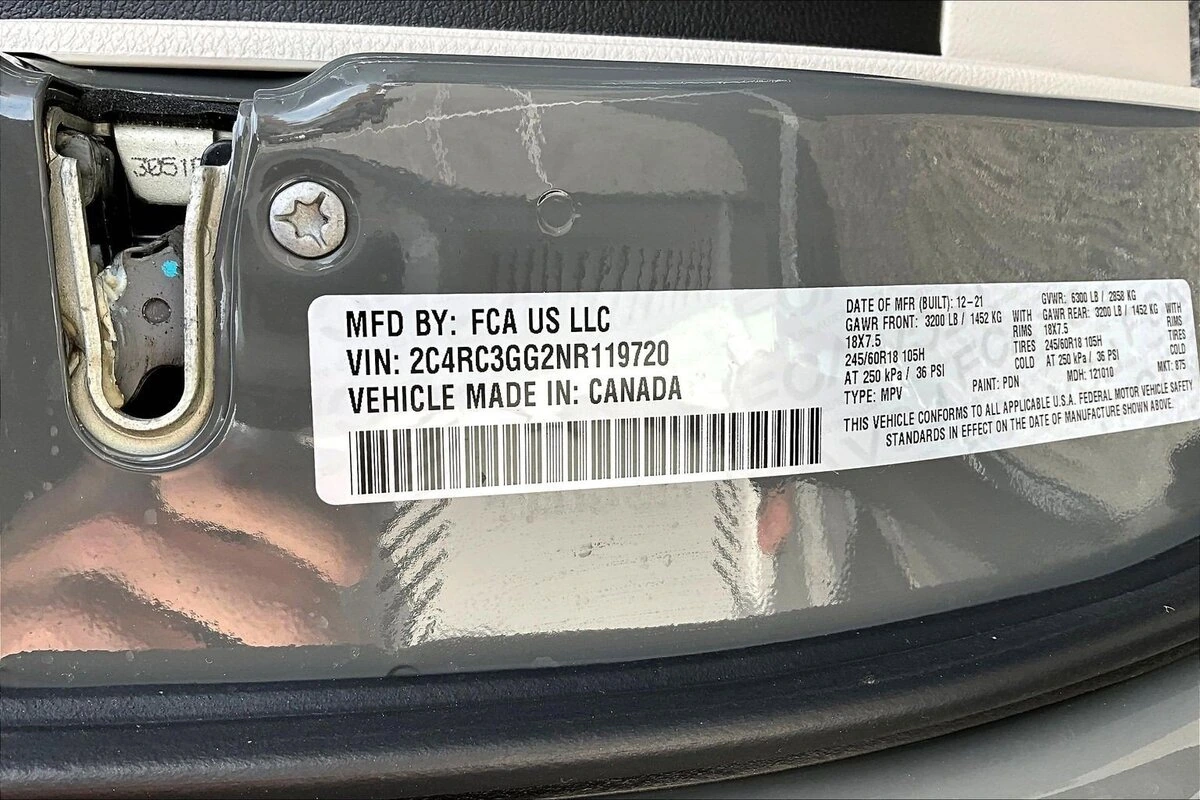 3051
MFD BY: FCA US LLC
VIN: 2C4RC3GG2NR119720
VEHICLE MADE IN: CANADA
DATE OF MFR (BUILT): 12-21 GVWR: 6300 LB / 2858 KG
GAWR FRONT: 3200 LB / 1452 KG WITH GAWR REAR: 3200 LB / 1452 KG WITH
18X7.5 RIMS 18X7.5 RIMS
245/60R18 105H TIRES 245/60R18 105H TIRES
AT 250 kPa / 36 PSI COLD AT 250 kPa / 36 PSI COLD
TYPE: MPV PAINT: PDN MDH: 121010 MKT: 875
THIS VEHICLE CONFORMS TO ALL APPLICABLE U.S.A. FEDERAL MOTOR VEHICLE SAFETY
STANDARDS IN EFFECT ON THE DATE OF MANUFACTURE SHOWN ABOVE.